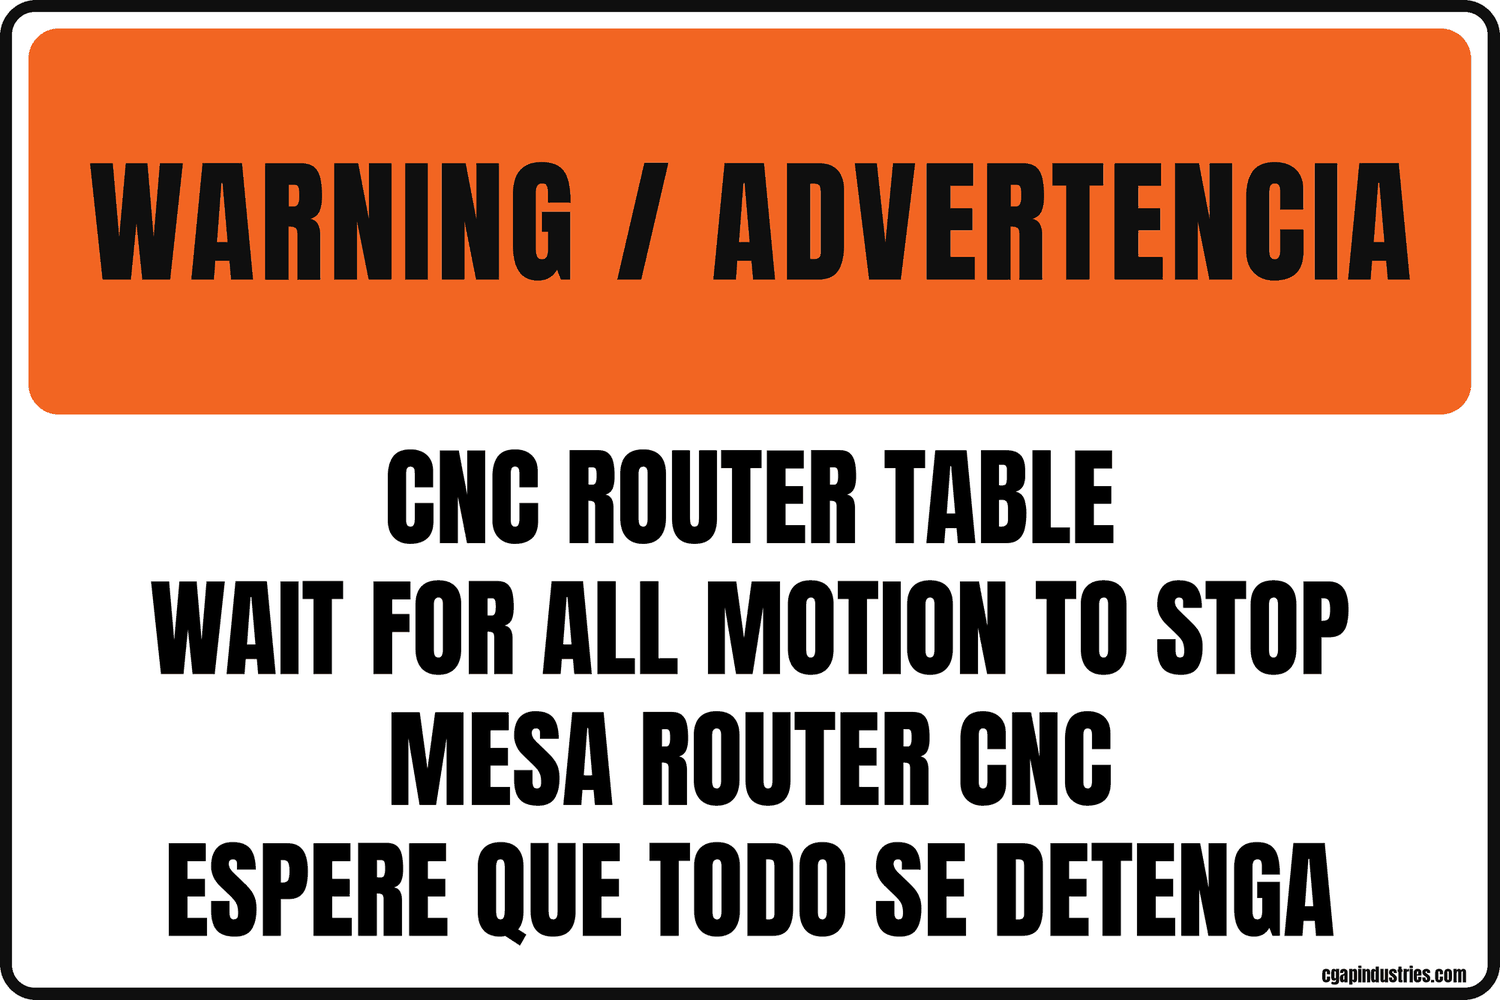 WARNING / ADVERTENCIA
CNC ROUTER TABLE
WAIT FOR ALL MOTION TO STOP
MESA ROUTER CNC
ESPERE QUE TODO SE DETENGA
cgapindustries.com